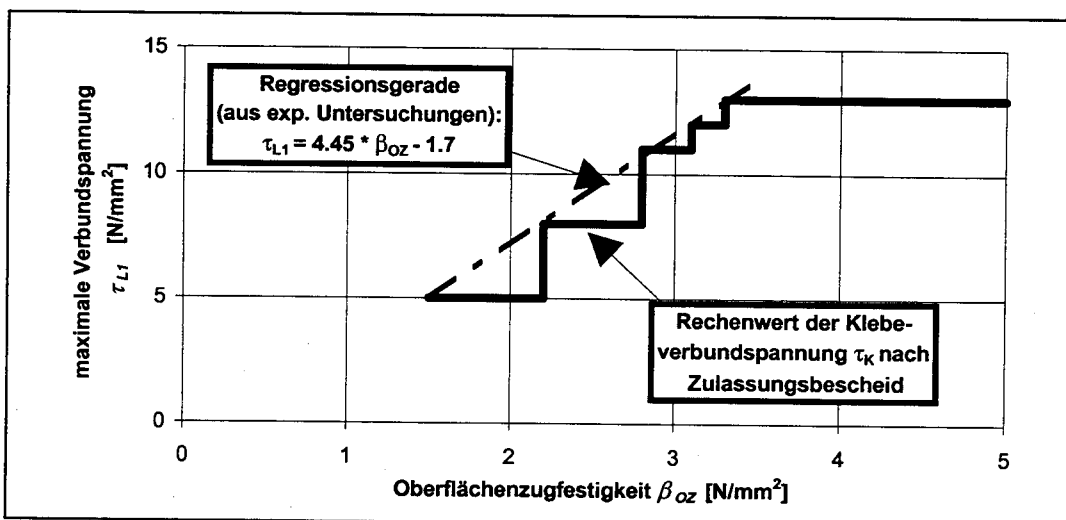 maximale Verbundspannung
τL1 [N/mm²]
15
10
5
0
Regressionsgerade
(aus exp. Untersuchungen):
τL1 = 4.45 * βOZ - 1.7
Rechenwert der Klebe-
verbundspannung τK nach
Zulassungsbescheid
0 1 2 3 4 5
Oberflächenzugfestigkeit βOZ [N/mm²]